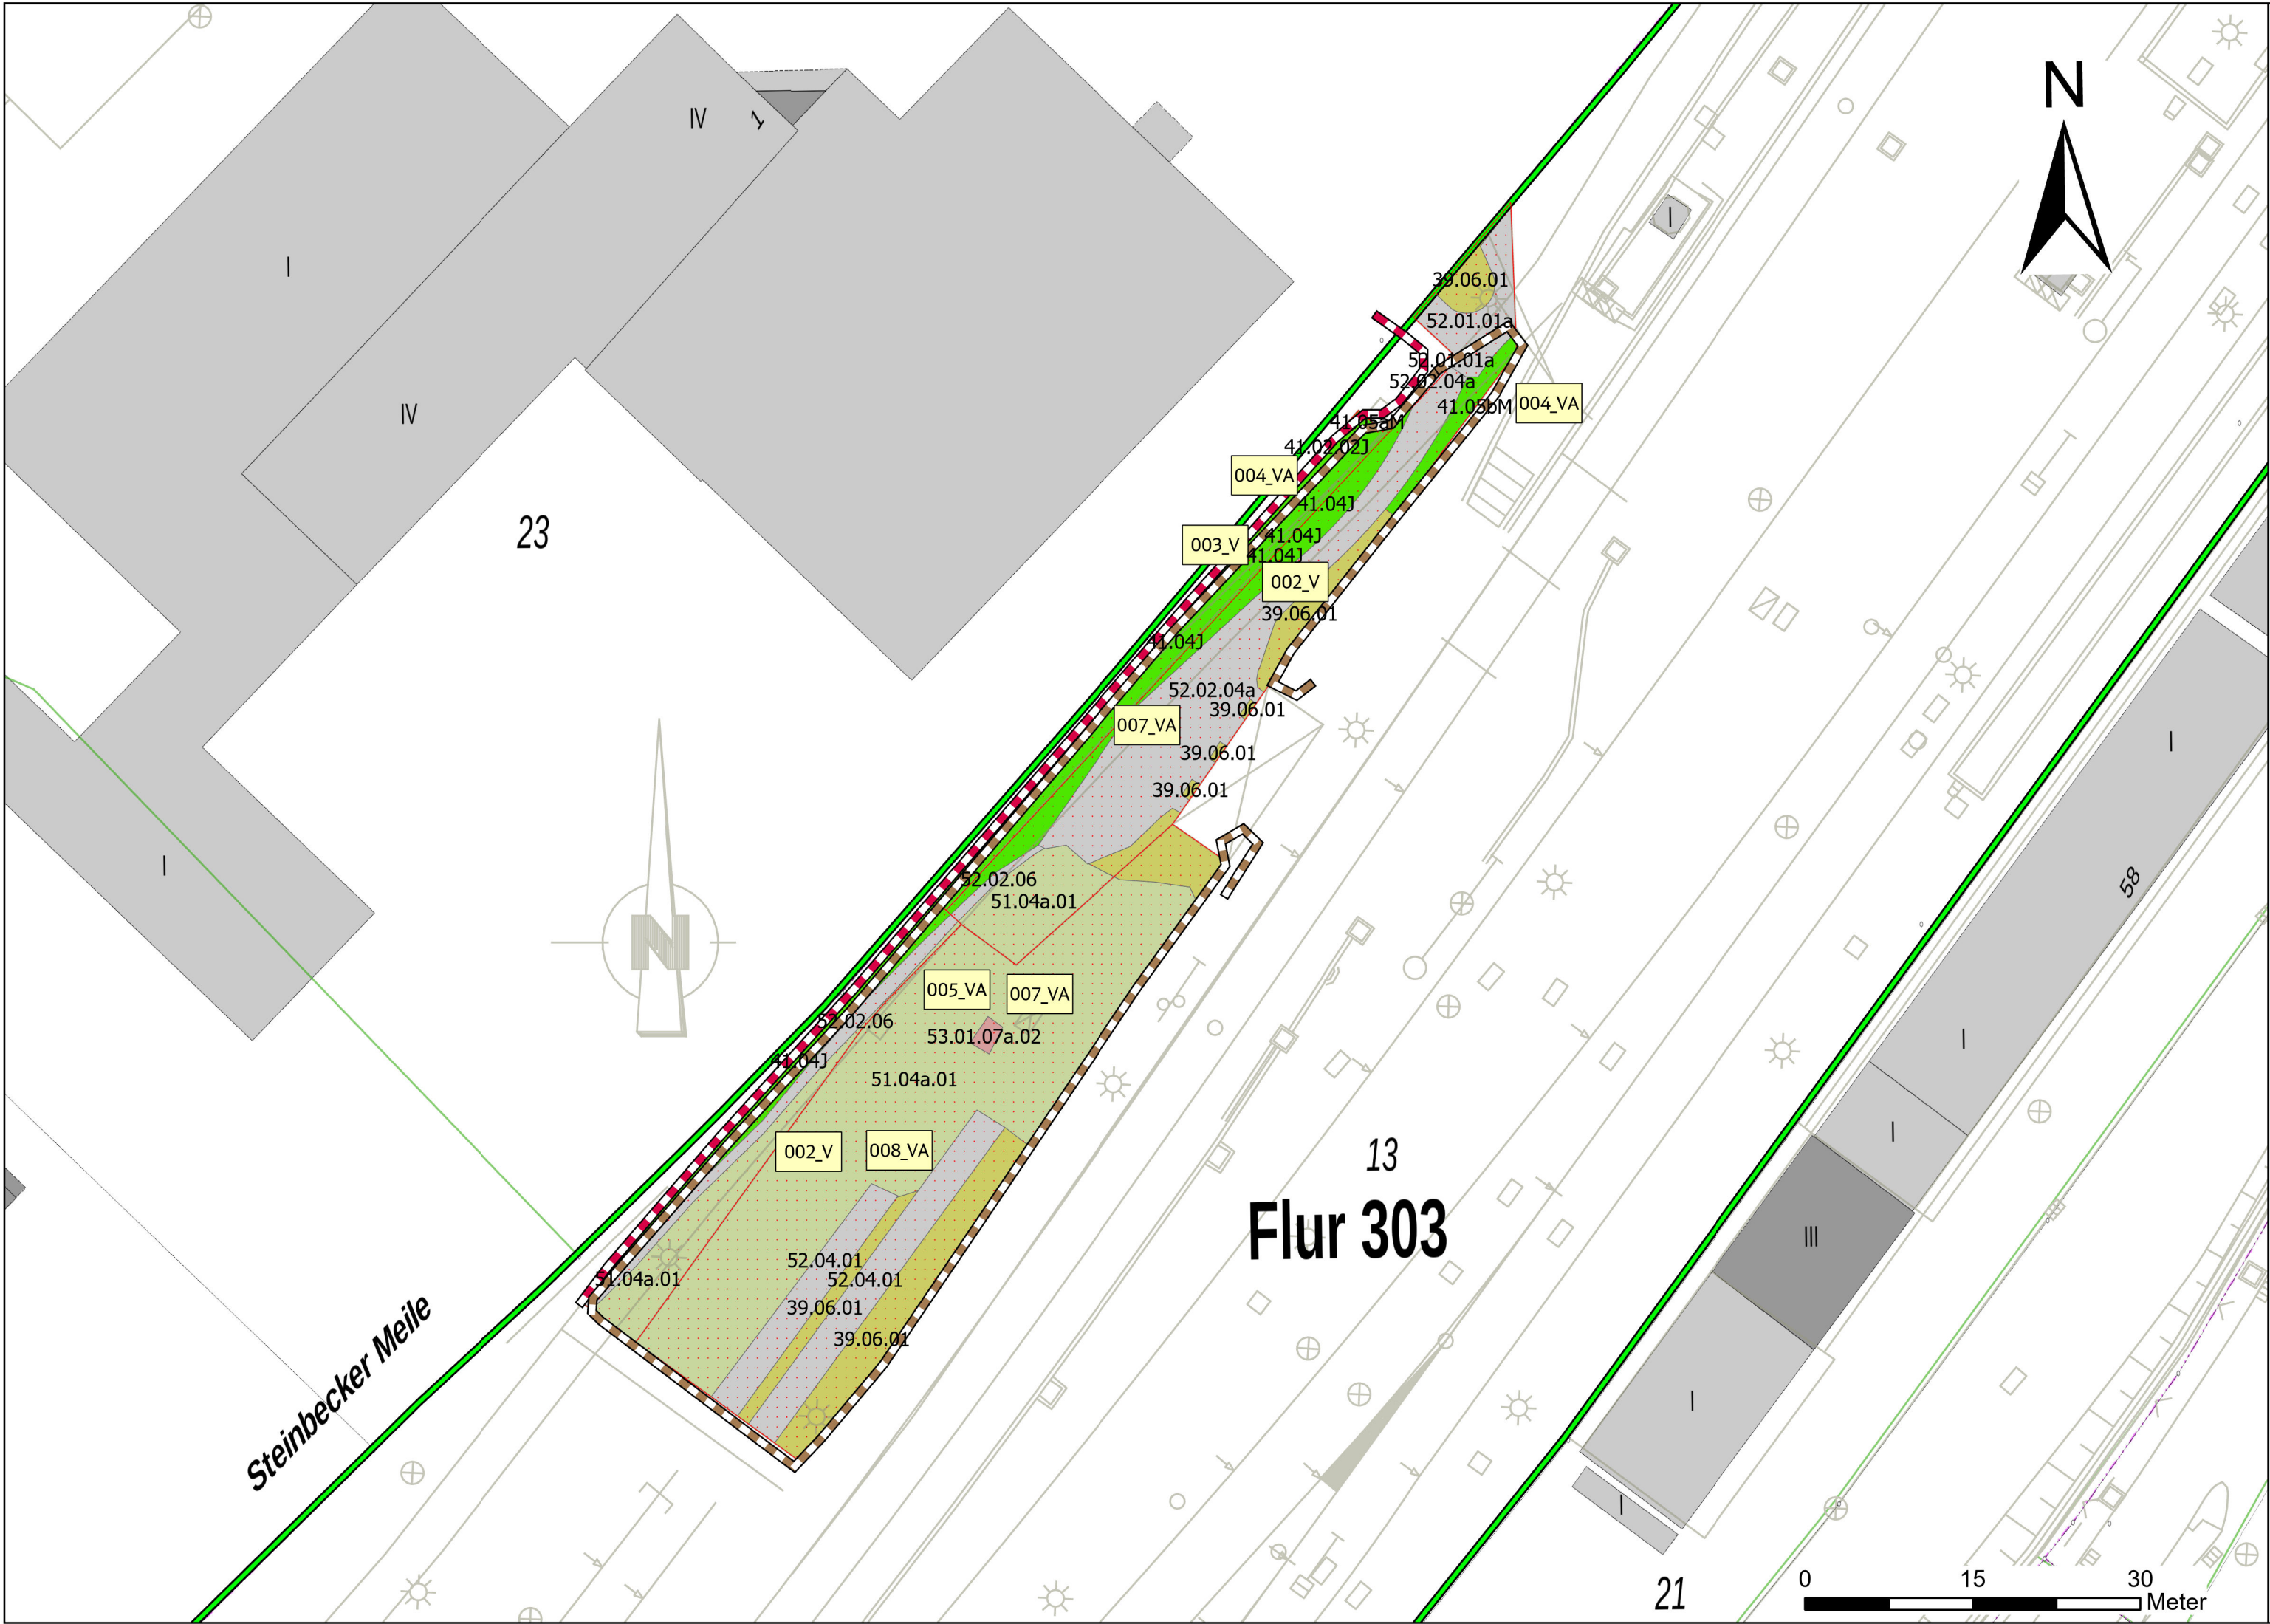 N
IV
1
I
I
39.06.01
52.01.01a
52.01.01a
52.02.04a
004_VA
41.05bM
IV
41.05aM
41.02.02J
004_VA
41.04J
23
41.04J
003_V
41.04J
002_V
39.06.01
41.04J
52.02.04a
39.06.01
007_VA
I
39.06.01
39.06.01
I
52.02.06
58
51.04a.01
N
005_VA
007_VA
52.02.06
53.01.07a.02
I
41.04J
51.04a.01
I
002_V
008_VA
13
Flur 303
III
52.04.01
51.04a.01
52.04.01
39.06.01
39.06.01
Steinbecker Meile
I
I
21
0 15 30
Meter